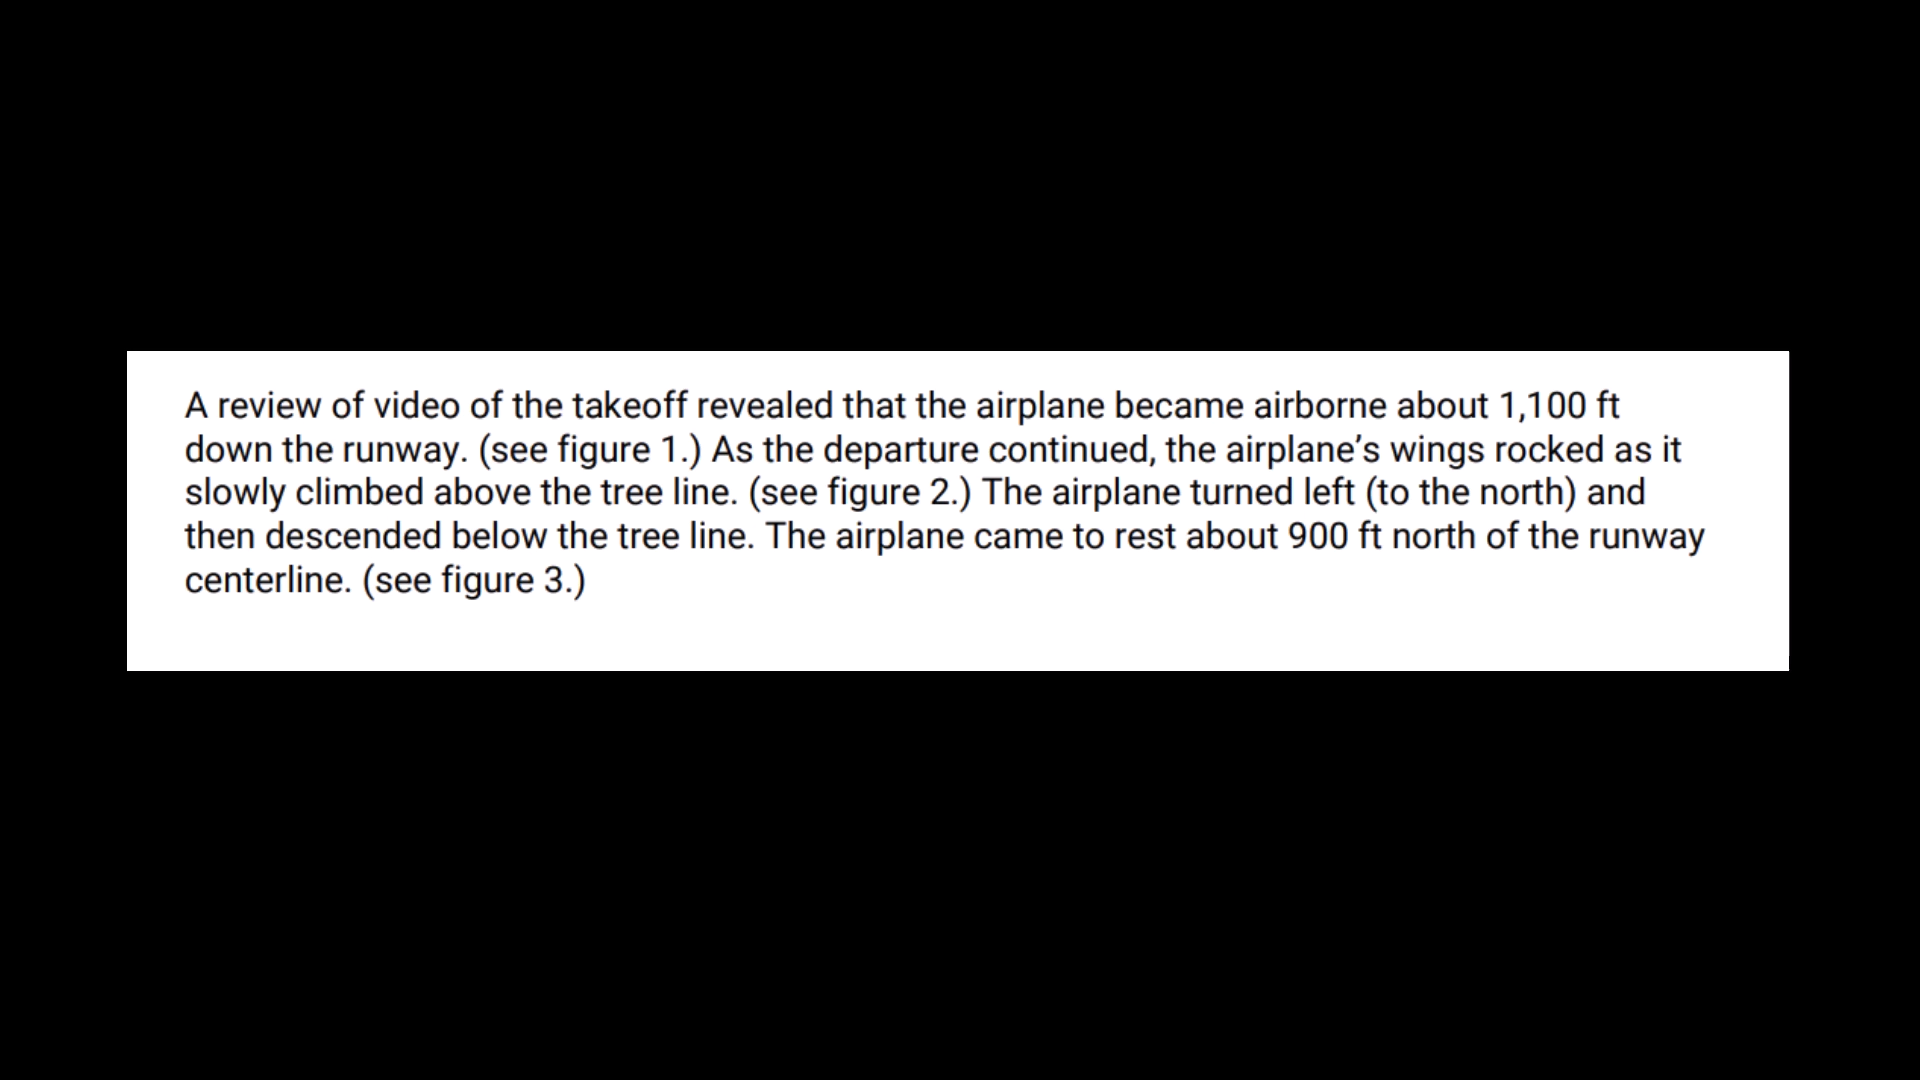 A review of video of the takeoff revealed that the airplane became airborne about 1,100 ft
down the runway. (see figure 1.) As the departure continued, the airplane’s wings rocked as it
slowly climbed above the tree line. (see figure 2.) The airplane turned left (to the north) and
then descended below the tree line. The airplane came to rest about 900 ft north of the runway
centerline. (see figure 3.)